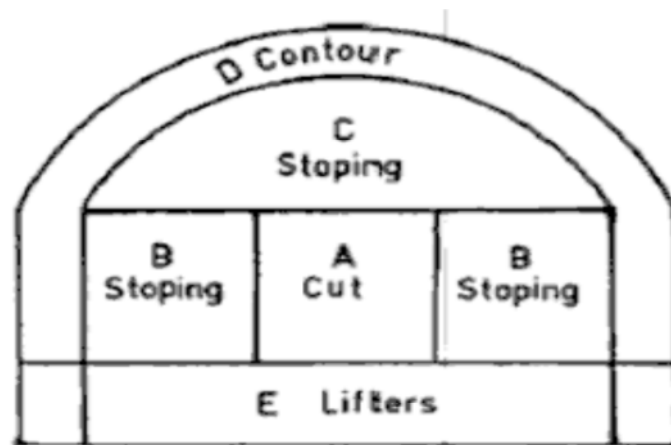 D Contour
C
Stoping
B
Stoping
A
Cut
B
Stoping
E Lifters